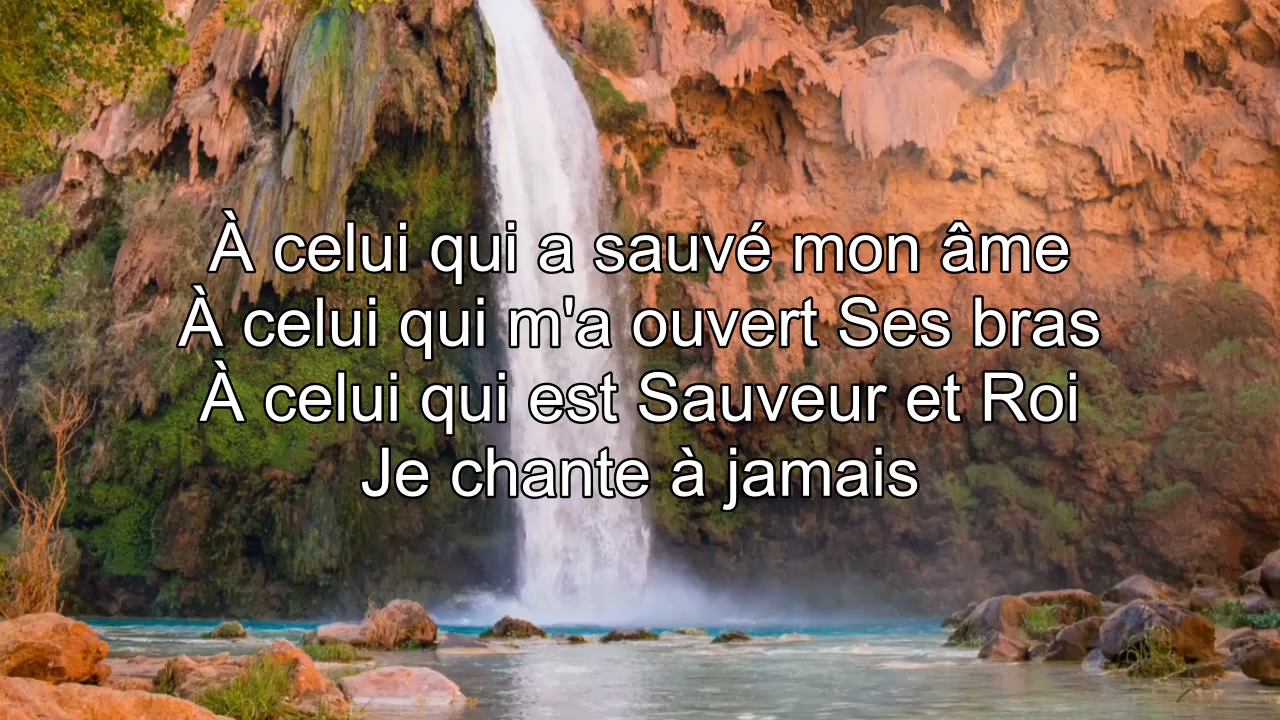 À celui qui a sauvé mon âme
À celui qui m'a ouvert Ses bras
À celui qui est Sauveur et Roi
Je chante à jamais